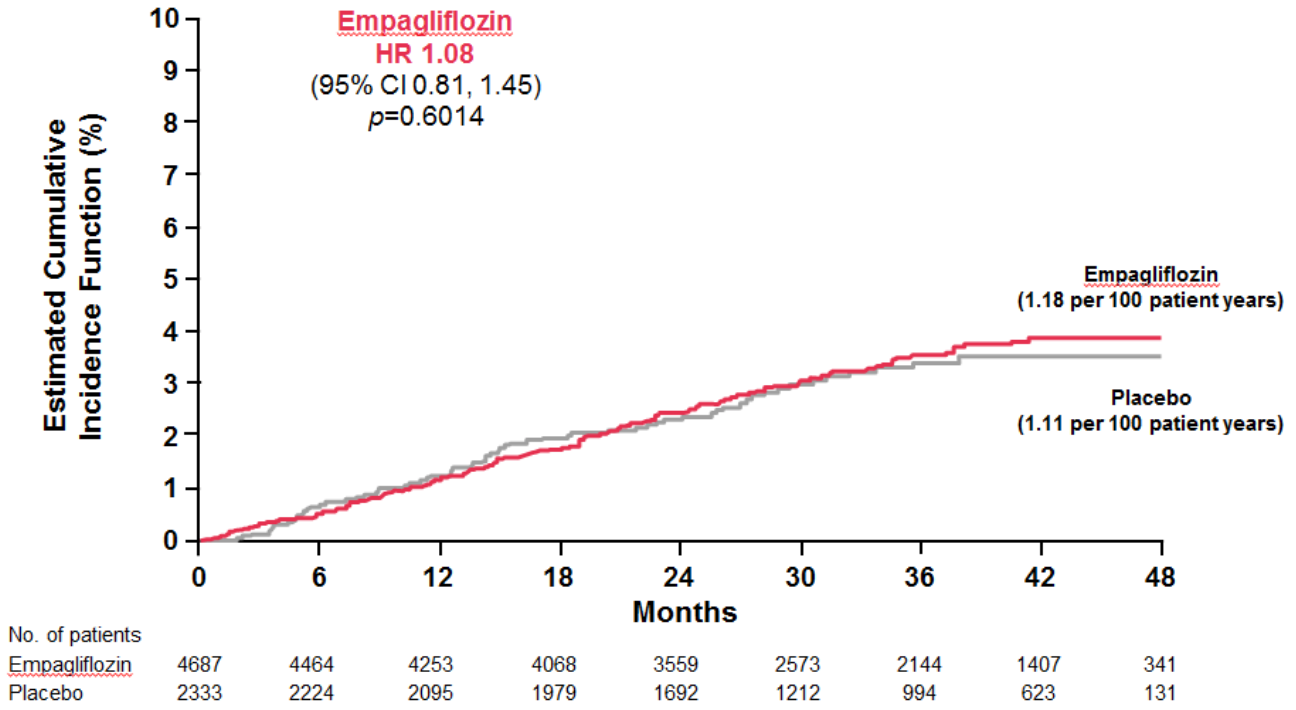 Empagliflozin
HR 1.08
(95% CI 0.81, 1.45)
p=0.6014
Estimated Cumulative
Incidence Function (%)
10
9
8
7
6
5
4
3
2
1
0
Empagliflozin
(1.18 per 100 patient years)
Placebo
(1.11 per 100 patient years)
0 6 12 18 24 30 36 42 48
Months
No. of patients
Empagliflozin 4687 4464 4253 4068 3559 2573 2144 1407 341
Placebo 2333 2224 2095 1979 1692 1212 994 623 131